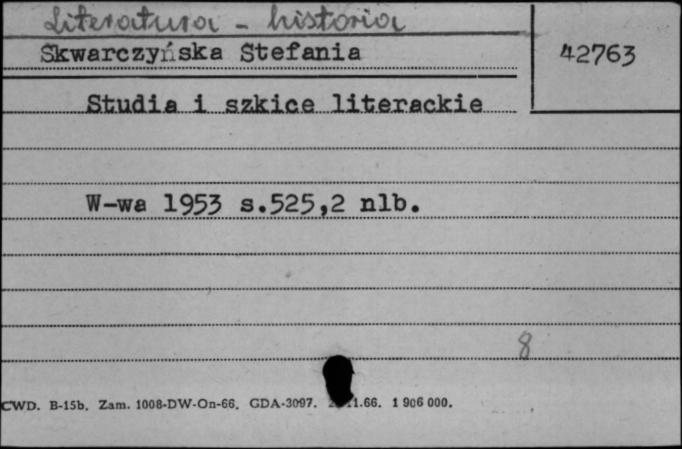 Literatura - historia
Skwarczyńska Stefania
42763
Studia i szkice literackie
W-wa 1953 s.525,2 nlb.
8
CWD. B-15b. Zam. 1008-DW-On-66. GDA-3097. 1.66. 1 906 000.